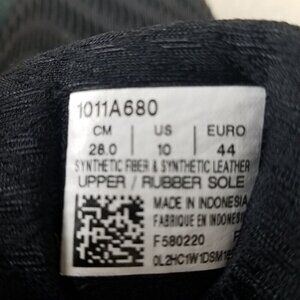 1011A680
CM US EURO
28.0 10 44
SYNTHETIC FIBER & SYNTHETIC LEATHER
UPPER / RUBBER SOLE
MADE IN INDONESIA
FABRIQUE EN INDONESI
F580220